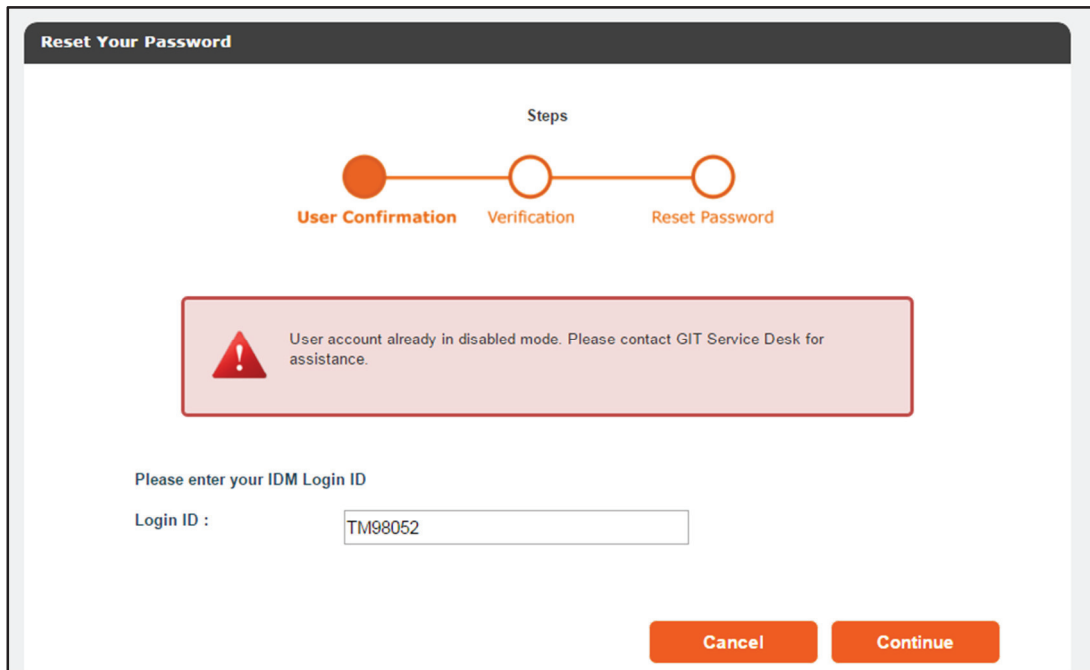 Reset Your Password
Steps
User Confirmation
Verification
Reset Password
User account already in disabled mode. Please contact GIT Service Desk for
assistance.
Please enter your IDM Login ID
Login ID :
TM98052
Cancel
Continue